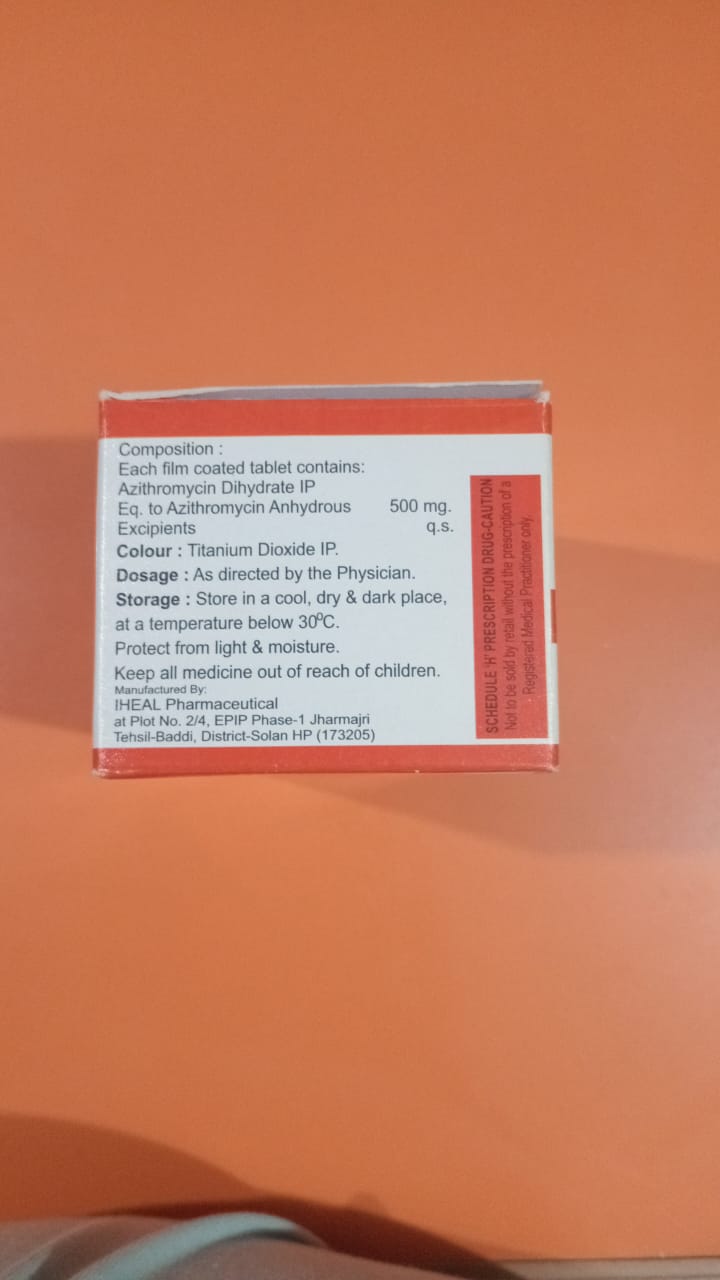 Composition :
Each film coated tablet contains:
Azithromycin Dihydrate IP
Eq. to Azithromycin Anhydrous 500 mg.
Excipients q.s.
Colour : Titanium Dioxide IP.
Dosage : As directed by the Physician.
Storage : Store in a cool, dry & dark place,
at a temperature below 30⁰C.
Protect from light & moisture.
Keep all medicine out of reach of children.
Manufactured By:
IHEAL Pharmaceutical
at Plot No. 2/4, EPIP Phase-1 Jharmajri
Tehsil-Baddi, District-Solan HP (173205)
SCHEDULE 'H' PRESCRIPTION DRUG-CAUTION
Not to be sold by retail without the prescription of a
Registered Medical Practitioner only.